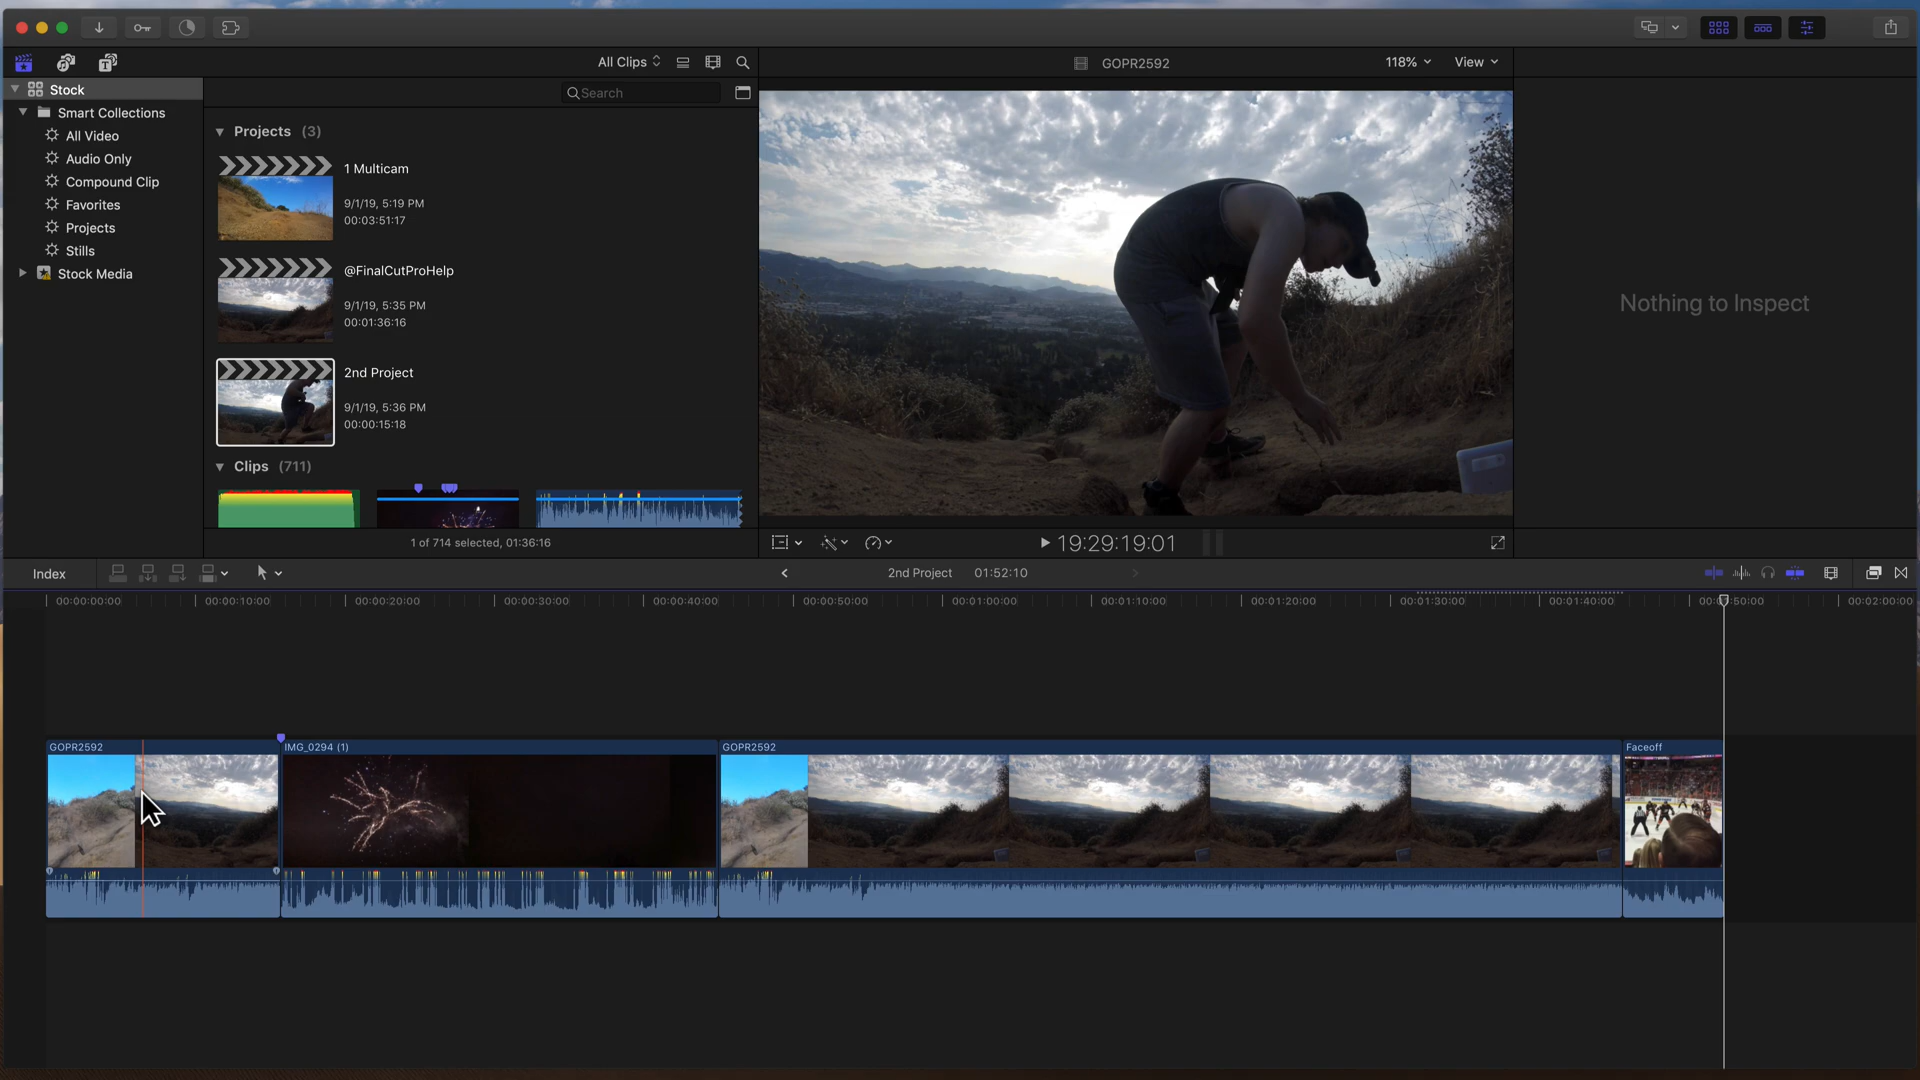 All Clips
GOPR2592
118%
View
Stock
Smart Collections
All Video
Audio Only
Compound Clip
Favorites
Projects
Stills
Stock Media
Search
Projects (3)
1 Multicam
9/1/19, 5:19 PM
00:03:51:17
@FinalCutProHelp
9/1/19, 5:35 PM
00:01:36:16
2nd Project
9/1/19, 5:36 PM
00:00:15:18
Clips (711)
1 of 714 selected, 01:36:16
19:29:19:01
Nothing to Inspect
Index
2nd Project 01:52:10
00:00:00:00 00:00:10:00 00:00:20:00 00:00:30:00 00:00:40:00 00:00:50:00 00:01:00:00 00:01:10:00 00:01:20:00 00:01:30:00 00:01:40:00 00:01:50:00 00:02:00:00
GOPR2592
IMG_0294 (1)
GOPR2592
Faceoff